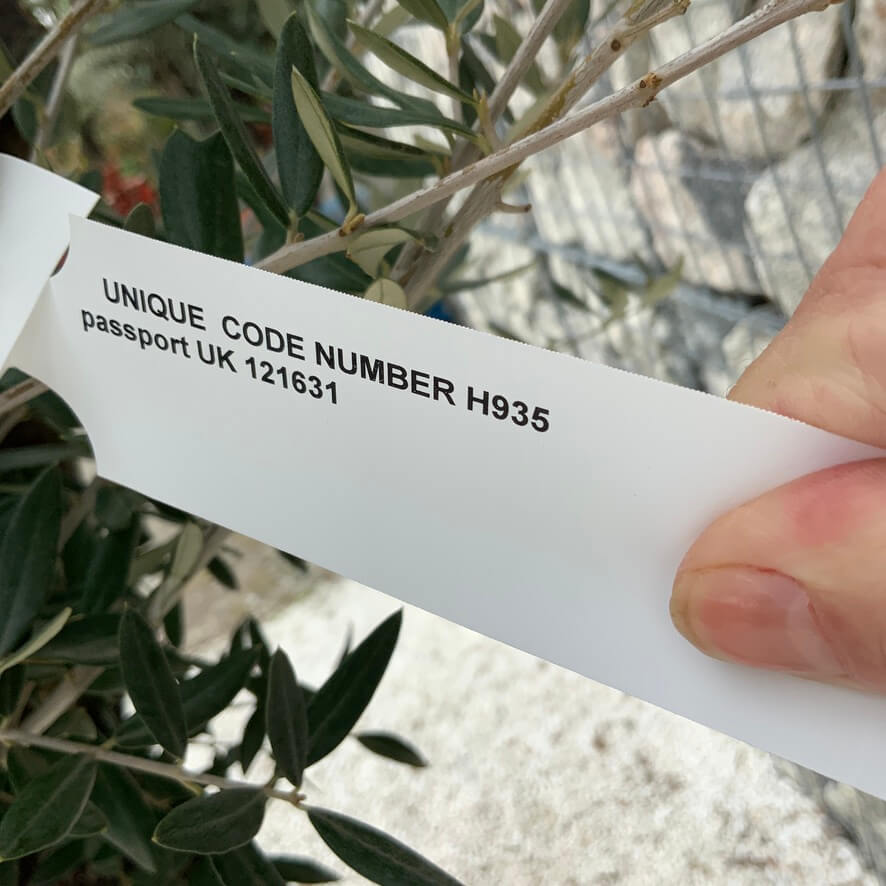 UNIQUE CODE NUMBER H935
passport UK 121631